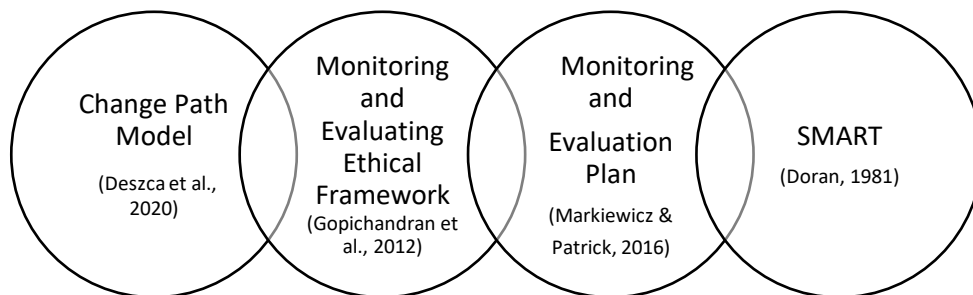 Change Path
Model
(Deszca et al.,
2020)
Monitoring
and
Evaluating
Ethical
Framework
(Gopichandran et
al., 2012)
Monitoring
and
Evaluation
Plan
(Markiewicz &
Patrick, 2016)
SMART
(Doran, 1981)